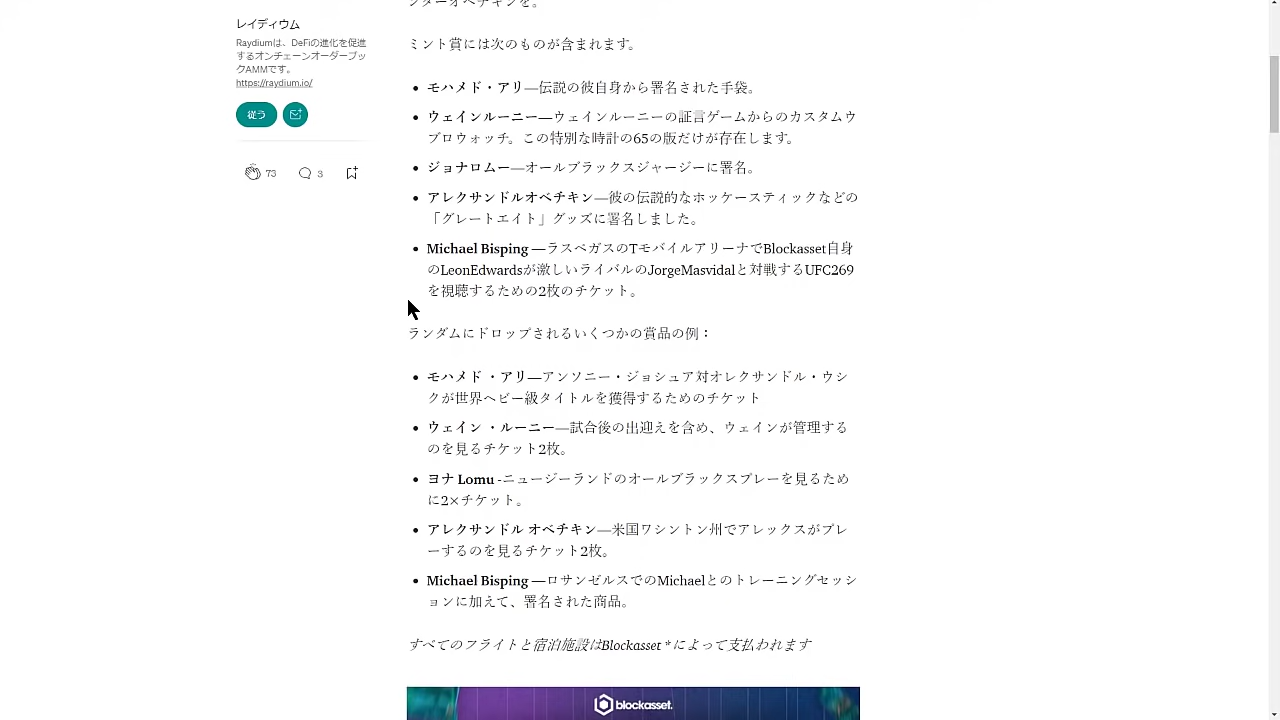 レイディウム
Raydiumは、DeFiの進化を促進
するオンチェーンオーダーブッ
クAMMです。
https://raydium.io/
従う
73
3
ンダーオベチキンを。
ミント賞には次のものが含まれます。
モハメド・アリ—伝説の彼自身から署名された手袋。
ウェインルーニー—ウェインルーニーの証言ゲームからのカスタムウ
ブロウォッチ。この特別な時計の65の版だけが存在します。
ジョナロムー—オールブラックスジャージーに署名。
アレクサンドルオベチキン—彼の伝説的なホッケースティックなどの
「グレートエイト」グッズに署名しました。
Michael Bisping —ラスベガスのTモバイルアリーナでBlockasset自身
のLeonEdwardsが激しいライバルのJorgeMasvidalと対戦するUFC269
を視聴するための2枚のチケット。
ランダムにドロップされるいくつかの賞品の例：
モハメド ・アリ—アンソニー・ジョシュア対オレクサンドル・ウシ
クが世界ヘビー級タイトルを獲得するためのチケット
ウェイン ・ルーニー—試合後の出迎えを含め、ウェインが管理する
のを見るチケット2枚。
ヨナ Lomu -ニュージーランドのオールブラックスプレーを見るため
に2×チケット。
アレクサンドル オベチキン—米国ワシントン州でアレックスがプレ
ーするのを見るチケット2枚。
Michael Bisping —ロサンゼルスでのMichaelとのトレーニングセッシ
ョンに加えて、署名された商品。
すべてのフライトと宿泊施設はBlockasset *によって支払われます
blockasset.